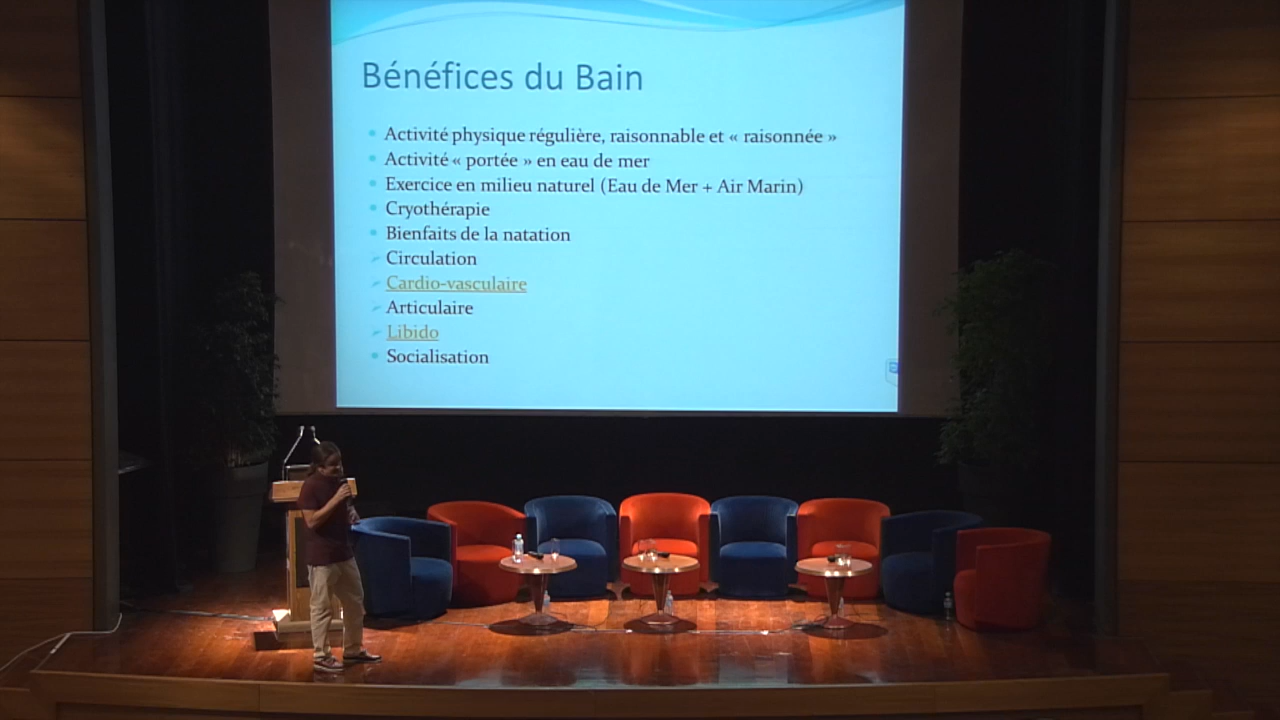 Bénéfices du Bain
Activité physique régulière, raisonnable et « raisonnée »
Activité « portée » en eau de mer
Exercice en milieu naturel (Eau de Mer + Air Marin)
Cryothérapie
Bienfaits de la natation
Circulation
Cardio-vasculaire
Articulaire
Libido
Socialisation